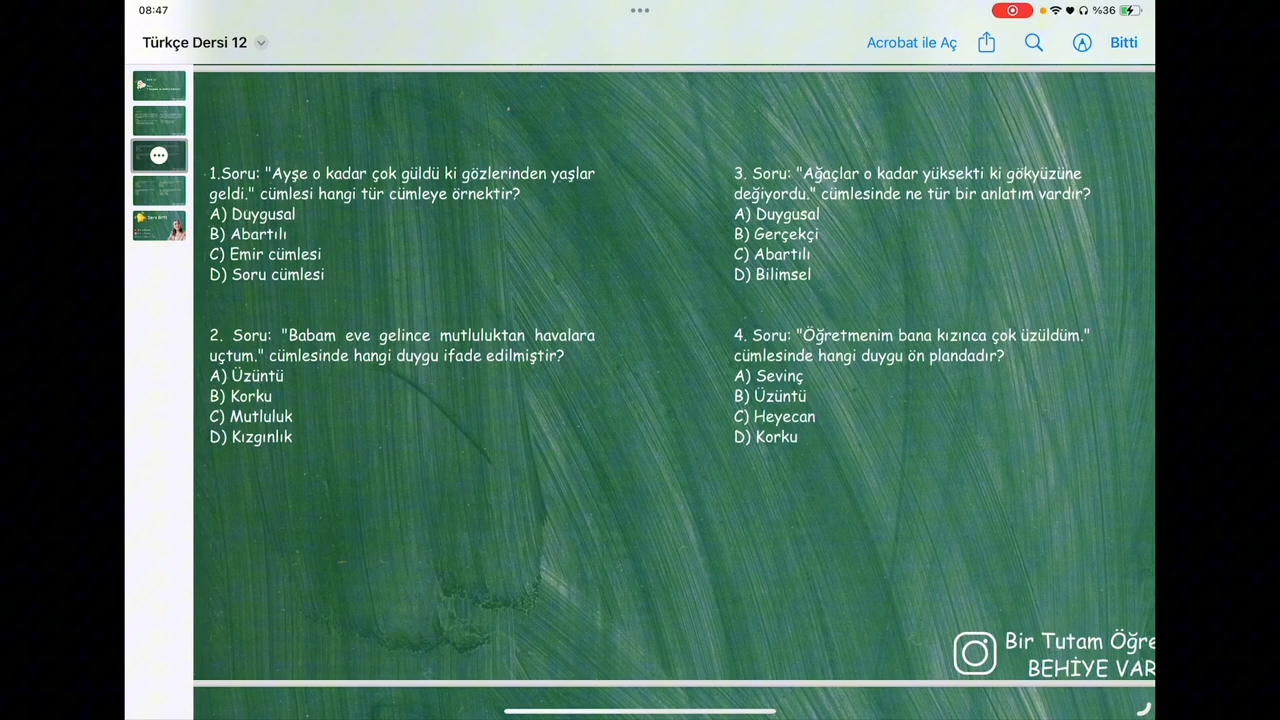 08:47
%36
Türkçe Dersi 12
Acrobat ile Aç
Bitti
1.Soru: "Ayşe o kadar çok güldü ki gözlerinden yaşlar
geldi." cümlesi hangi tür cümleye örnektir?
A) Duygusal
B) Abartılı
C) Emir cümlesi
D) Soru cümlesi
2. Soru: "Babam eve gelince mutluluktan havalara
uçtum." cümlesinde hangi duygu ifade edilmiştir?
A) Üzüntü
B) Korku
C) Mutluluk
D) Kızgınlık
3. Soru: "Ağaçlar o kadar yüksekti ki gökyüzüne
değiyordu." cümlesinde ne tür bir anlatım vardır?
A) Duygusal
B) Gerçekçi
C) Abartılı
D) Bilimsel
4. Soru: "Öğretmenim bana kızınca çok üzüldüm."
cümlesinde hangi duygu ön plandadır?
A) Sevinç
B) Üzüntü
C) Heyecan
D) Korku
Bir Tutam Öğre
BEHİYE VAR